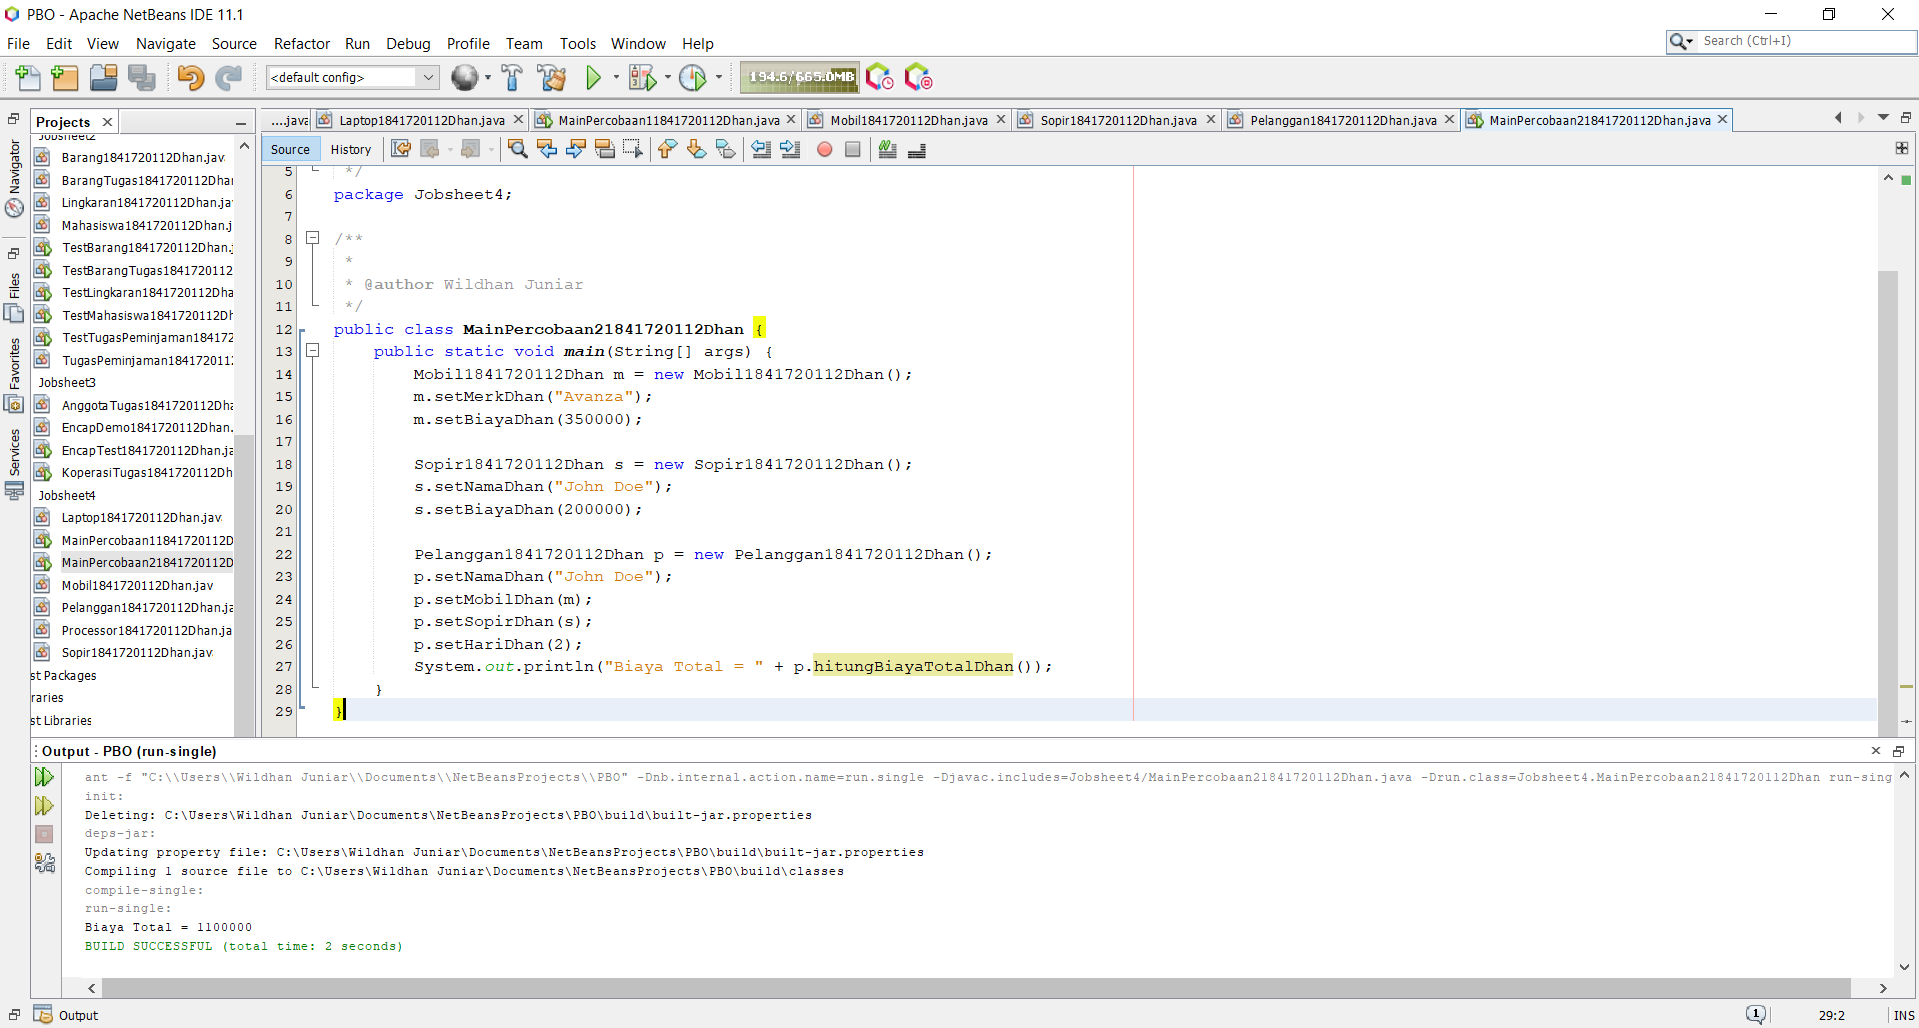 PBO - Apache NetBeans IDE 11.1
File Edit View Navigate Source Refactor Run Debug Profile Team Tools Window Help
Search (Ctrl+I)
<default config>
194.6/665.0MB
Projects
....java
Laptop1841720112Dhan.java
MainPercobaan11841720112Dhan.java
Mobil1841720112Dhan.java
Sopir1841720112Dhan.java
Pelanggan1841720112Dhan.java
MainPercobaan21841720112Dhan.java
Navigator
Files
Favorites
Services
Jobsheet2
Barang1841720112Dhan.jav
BarangTugas1841720112Dhar
Lingkaran1841720112Dhan.ja
Mahasiswa1841720112Dhan.j
TestBarang1841720112Dhan.j
TestBarangTugas1841720112
TestLingkaran1841720112Dha
TestMahasiswa1841720112Dh
TestTugasPeminjaman184172
TugasPeminjaman184172011
Jobsheet3
AnggotaTugas1841720112Dha
EncapDemo1841720112Dhan.
EncapTest1841720112Dhan.ja
KoperasiTugas1841720112Dh
Jobsheet4
Laptop1841720112Dhan.jav
MainPercobaan11841720112D
MainPercobaan21841720112D
Mobil1841720112Dhan.jav
Pelanggan1841720112Dhan.ja
Processor1841720112Dhan.ja
Sopir1841720112Dhan.jav
st Packages
raries
st Libraries
Source History
5 */
6 package Jobsheet4;
7
8 /**
9 *
10 * @author Wildhan Juniar
11 */
12 public class MainPercobaan21841720112Dhan {
13 public static void main(String[] args) {
14 Mobil1841720112Dhan m = new Mobil1841720112Dhan();
15 m.setMerkDhan("Avanza");
16 m.setBiayaDhan(350000);
17
18 Sopir1841720112Dhan s = new Sopir1841720112Dhan();
19 s.setNamaDhan("John Doe");
20 s.setBiayaDhan(200000);
21
22 Pelanggan1841720112Dhan p = new Pelanggan1841720112Dhan();
23 p.setNamaDhan("John Doe");
24 p.setMobilDhan(m);
25 p.setSopirDhan(s);
26 p.setHariDhan(2);
27 System.out.println("Biaya Total = " + p.hitungBiayaTotalDhan());
28 }
29 }
Output - PBO (run-single)
ant -f "C:\\Users\\Wildhan Juniar\\Documents\\NetBeansProjects\\PBO" -Dnb.internal.action.name=run.single -Djavac.includes=Jobsheet4/MainPercobaan21841720112Dhan.java -Drun.class=Jobsheet4.MainPercobaan21841720112Dhan run-sing
init:
Deleting: C:\Users\Wildhan Juniar\Documents\NetBeansProjects\PBO\build\built-jar.properties
deps-jar:
Updating property file: C:\Users\Wildhan Juniar\Documents\NetBeansProjects\PBO\build\built-jar.properties
Compiling 1 source file to C:\Users\Wildhan Juniar\Documents\NetBeansProjects\PBO\build\classes
compile-single:
run-single:
Biaya Total = 1100000
BUILD SUCCESSFUL (total time: 2 seconds)
Output
1
29:2
INS